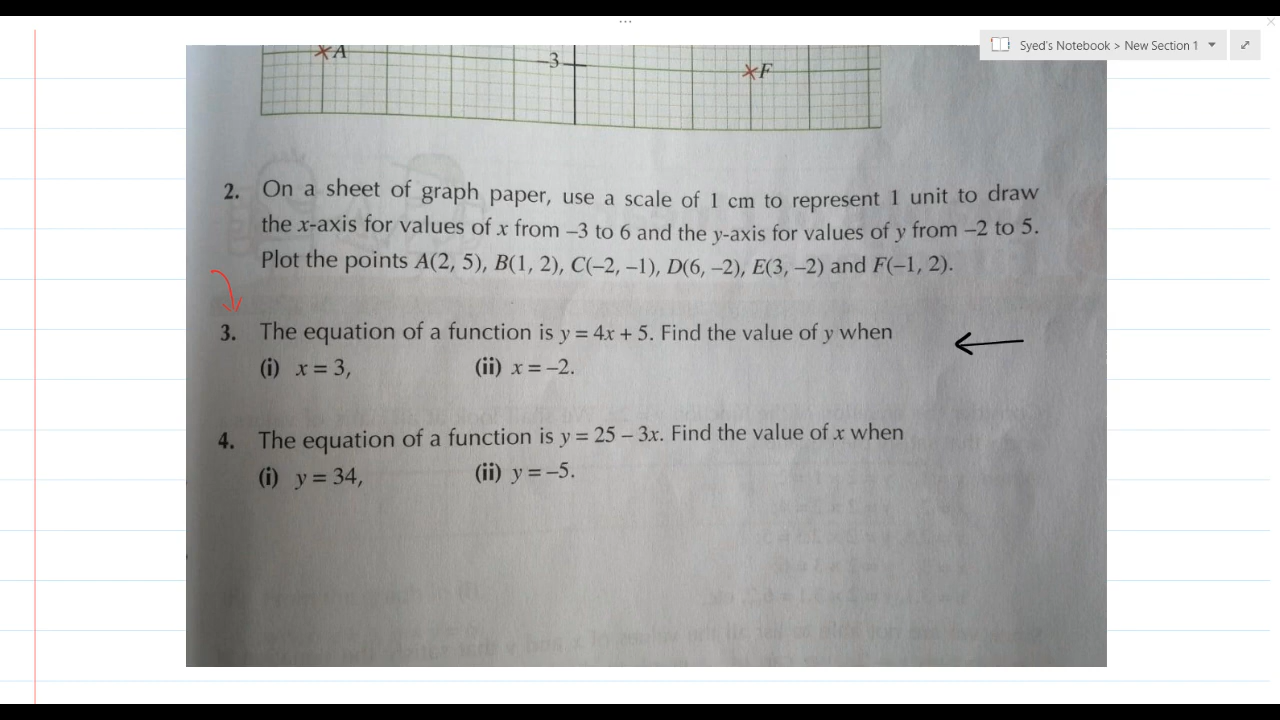 Syed's Notebook > New Section 1
A
–3
F
2. On a sheet of graph paper, use a scale of 1 cm to represent 1 unit to draw
the x-axis for values of x from –3 to 6 and the y-axis for values of y from –2 to 5.
Plot the points A(2, 5), B(1, 2), C(–2, –1), D(6, –2), E(3, –2) and F(–1, 2).
3. The equation of a function is y = 4x + 5. Find the value of y when
(i) x = 3, (ii) x = –2.
4. The equation of a function is y = 25 – 3x. Find the value of x when
(i) y = 34, (ii) y = –5.